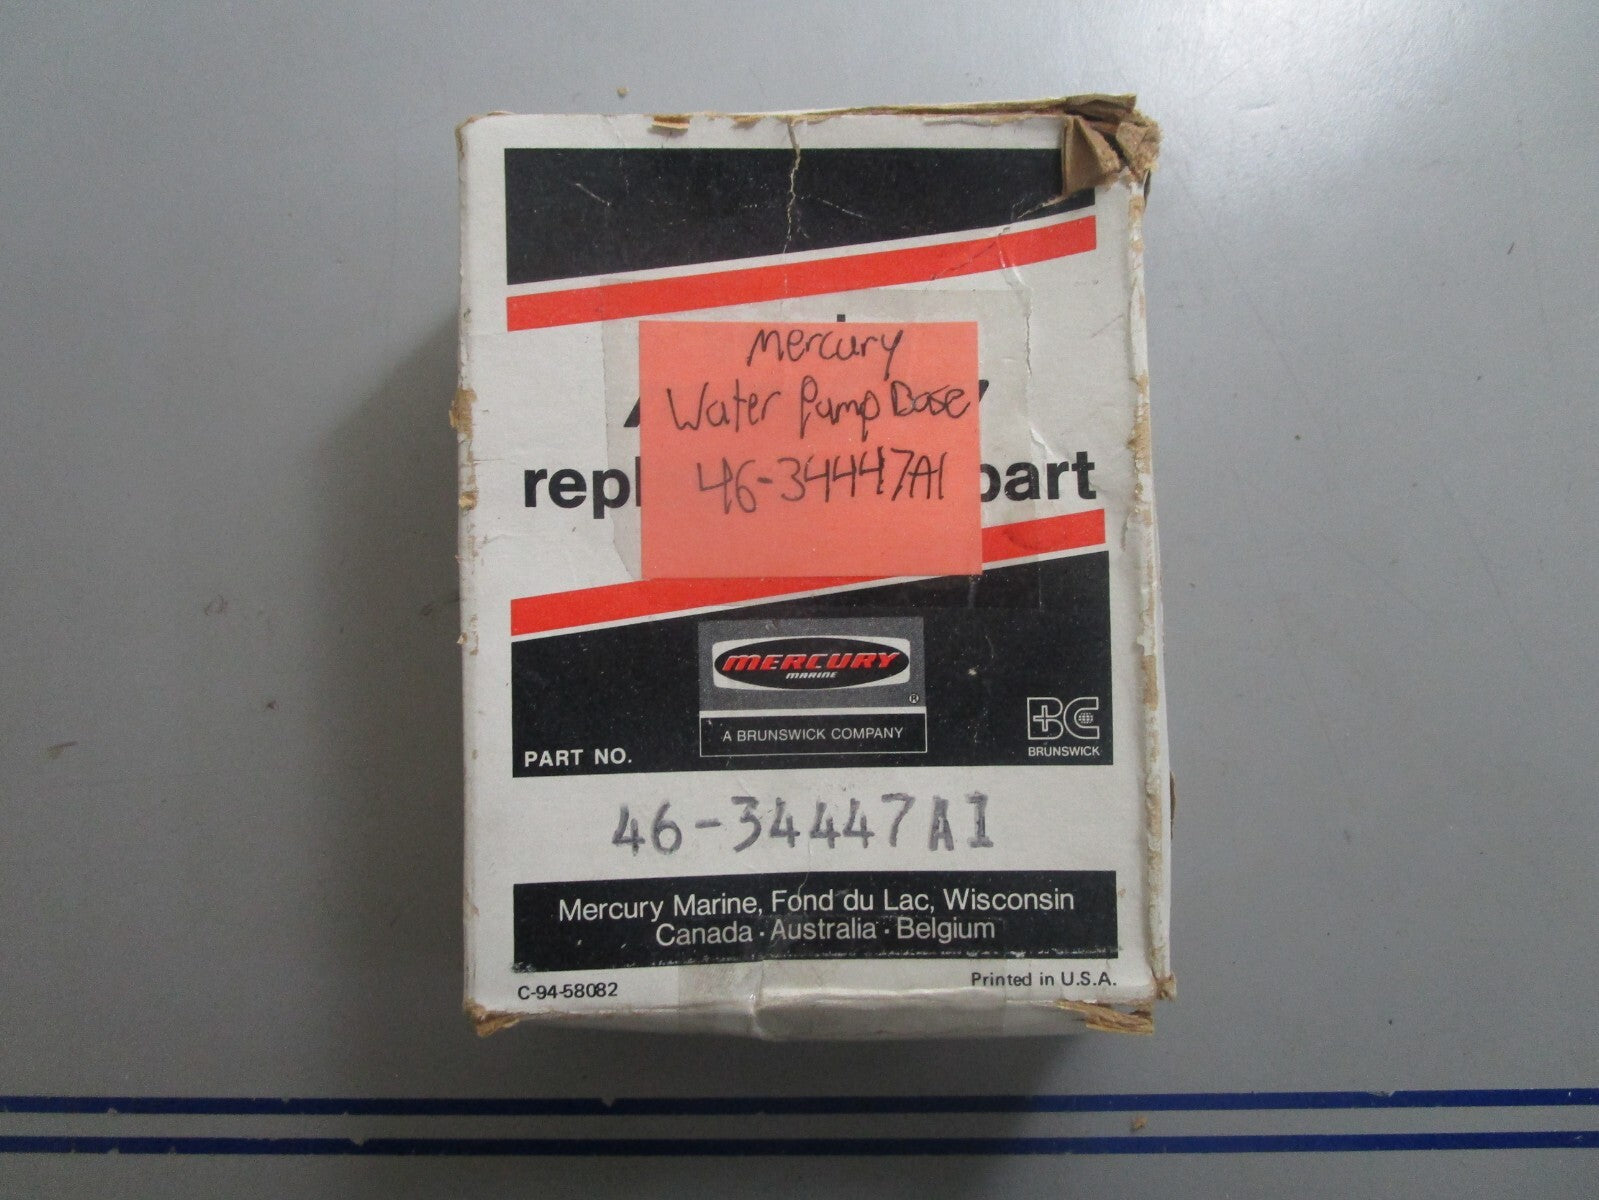 Mercury
Water Pump Base
46-34447A1
repl part
MERCURY
MARINE
®
A BRUNSWICK COMPANY
BC
BRUNSWICK
PART NO.
46-34447A1
Mercury Marine, Fond du Lac, Wisconsin
Canada · Australia · Belgium
C-94-58082
Printed in U.S.A.